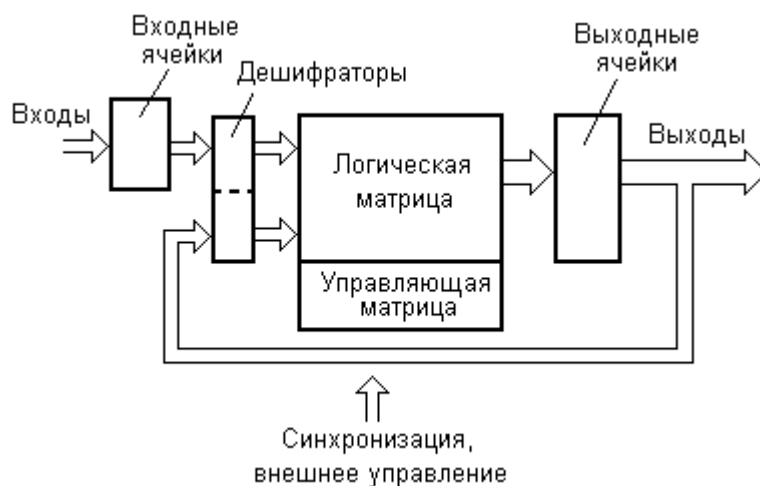 Входные
ячейки
Дешифраторы
Выходные
ячейки
Входы
Выходы
Логическая
матрица
Управляющая
матрица
Синхронизация,
внешнее управление